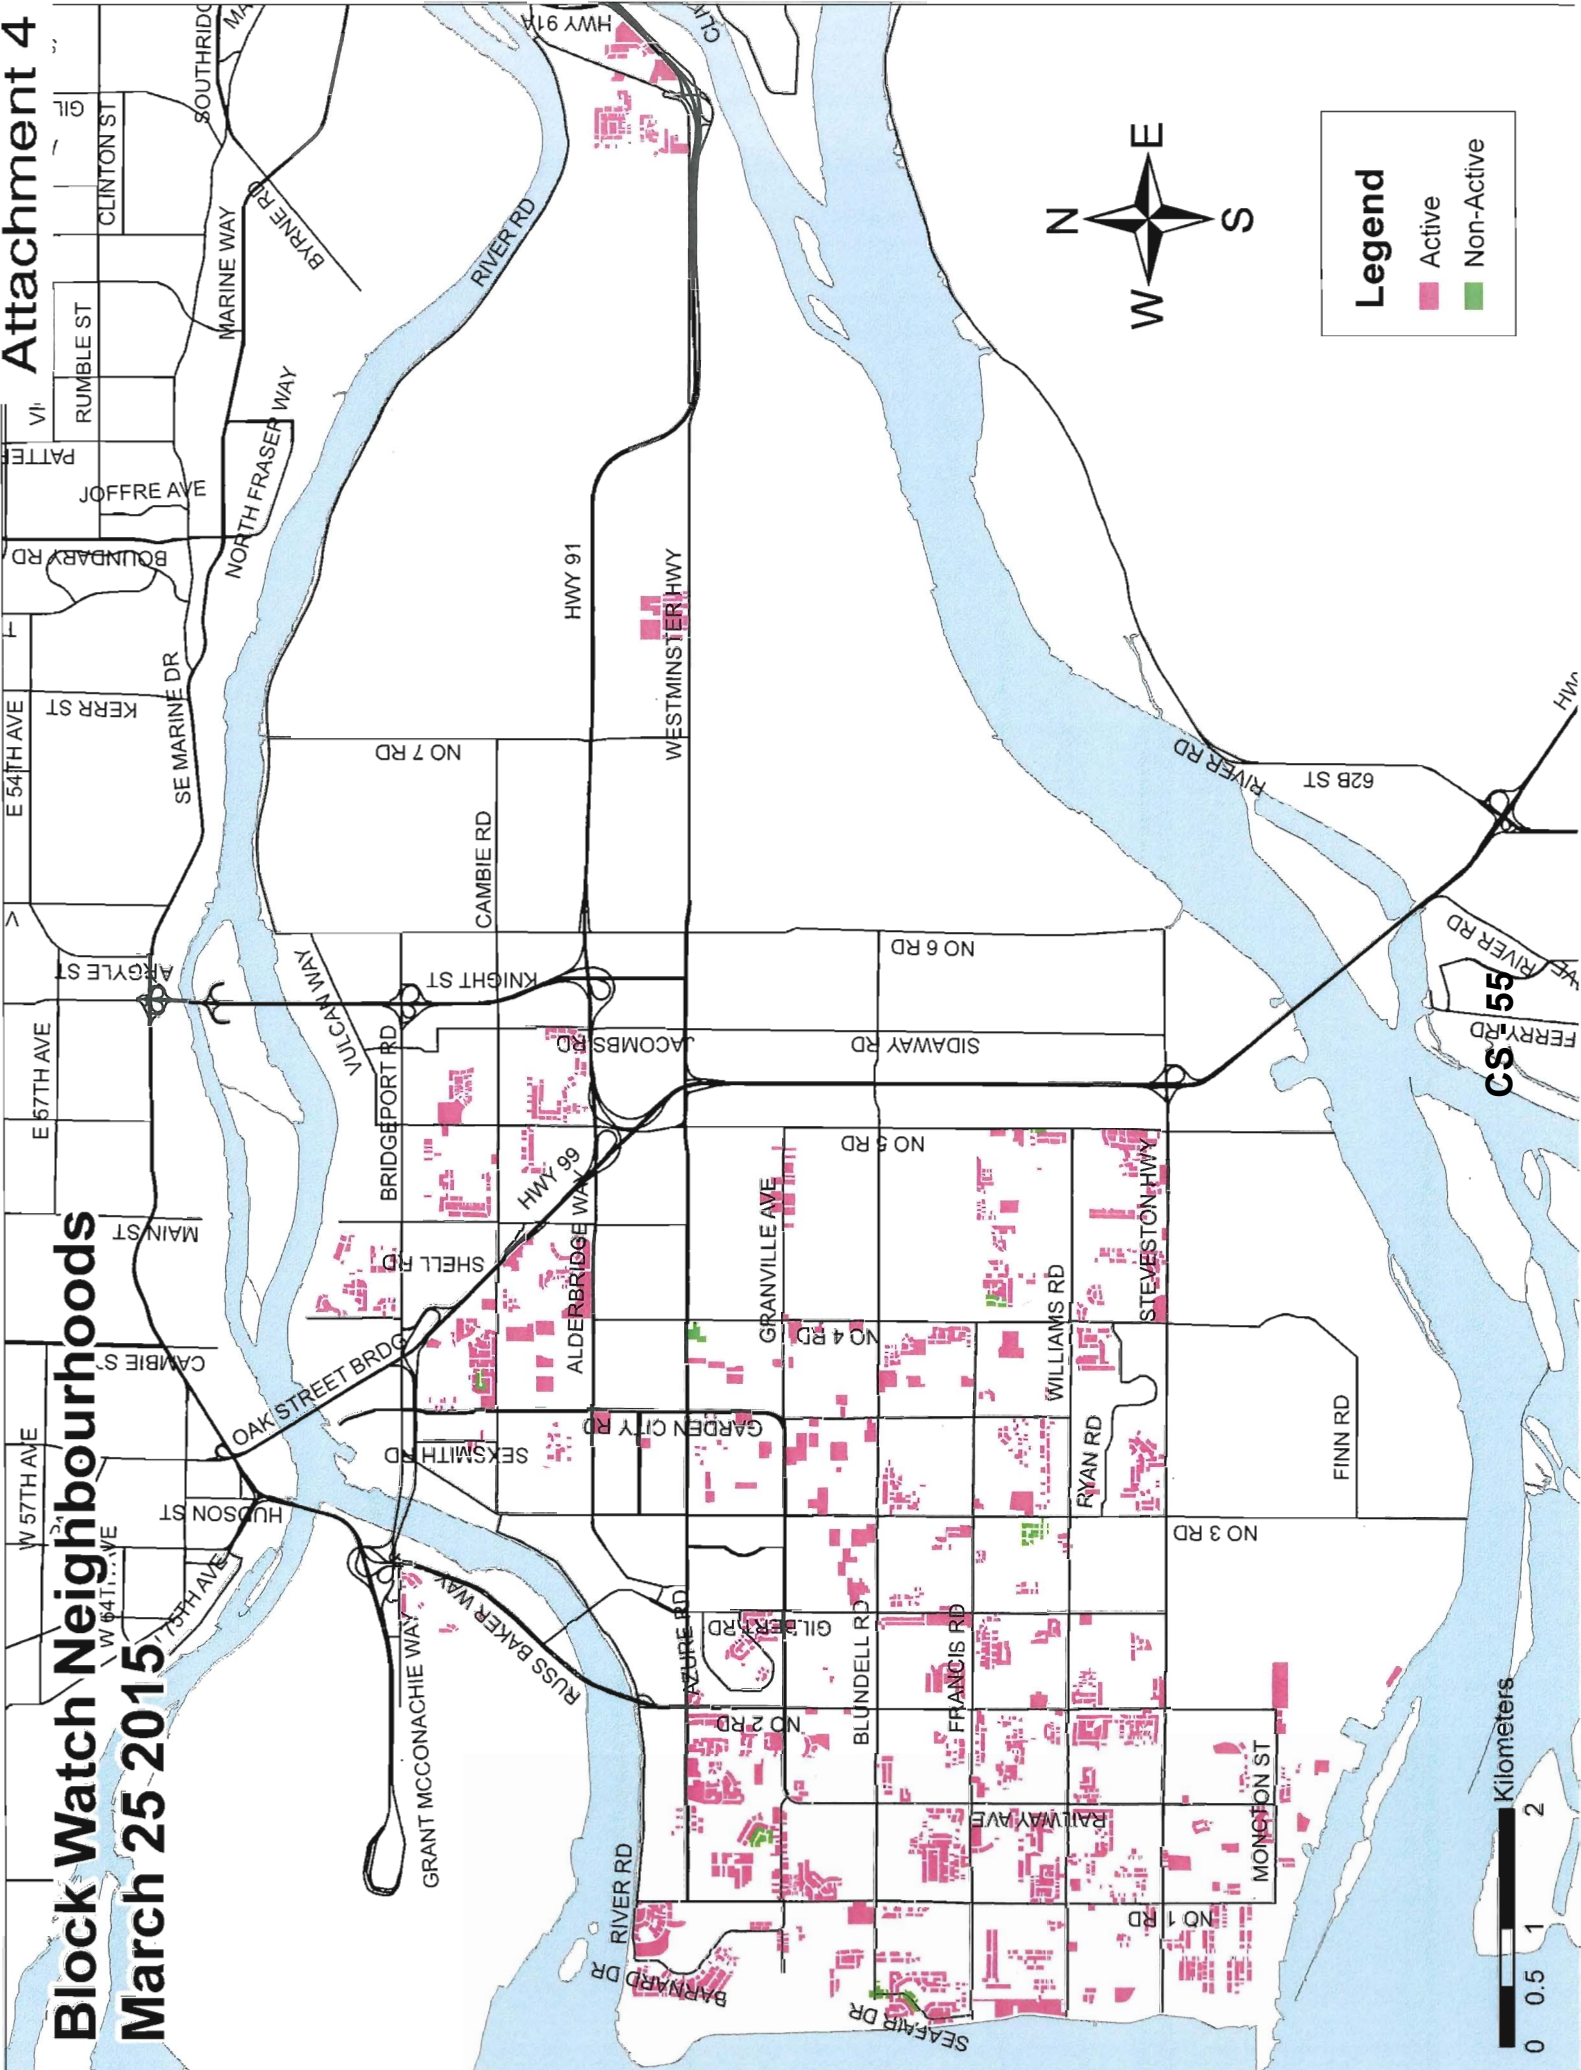 Attachment 4
Block Watch Neighbourhoods
March 25 2015
HWY 91A
SOUTHRIDG
MA
GIL
CLINTON ST
MARINE WAY
BYRNE RD
RIVER RD
RUMBLE ST
JOFFRE AVE
NORTH FRASER WAY
BOUNDARY RD
SE MARINE DR
KERR ST
E 54TH AVE
HWY 91
WESTMINSTER HWY
NO 7 RD
CAMBIE RD
ARGYLE ST
E 57TH AVE
VULCAN WAY
KNIGHT ST
BRIDGEPORT RD
JACOBS RD
NO 6 RD
SIDAWAY RD
MAIN ST
SHELL RD
HWY 99
ALDERBRIDGE WAY
GRANVILLE AVE
NO 5 RD
STEVESTON HWY
CAMBIE S
OAK STREET BRDG
NO 4 RD
WILLIAMS RD
W 57TH AVE
SEXSMITH RD
GARDEN CITY RD
RYAN RD
FINN RD
HUDSON ST
75TH AVE
NO 3 RD
GRANT MCCONACHIE WAY
RUSS BAKER WAY
AZURE RD
GILBERT RD
BLUNDELL RD
FRANCIS RD
NO 2 RD
RAILWAY AVE
MONCTON ST
RIVER RD
BARNARD DR
NO 1 RD
SEAFAIR DR
RIVER RD
62B ST
HW
RIVER RD
FERRY RD
CS - 55
N
W E
S
Legend
Active
Non-Active
Kilometers
0 0.5 1 2